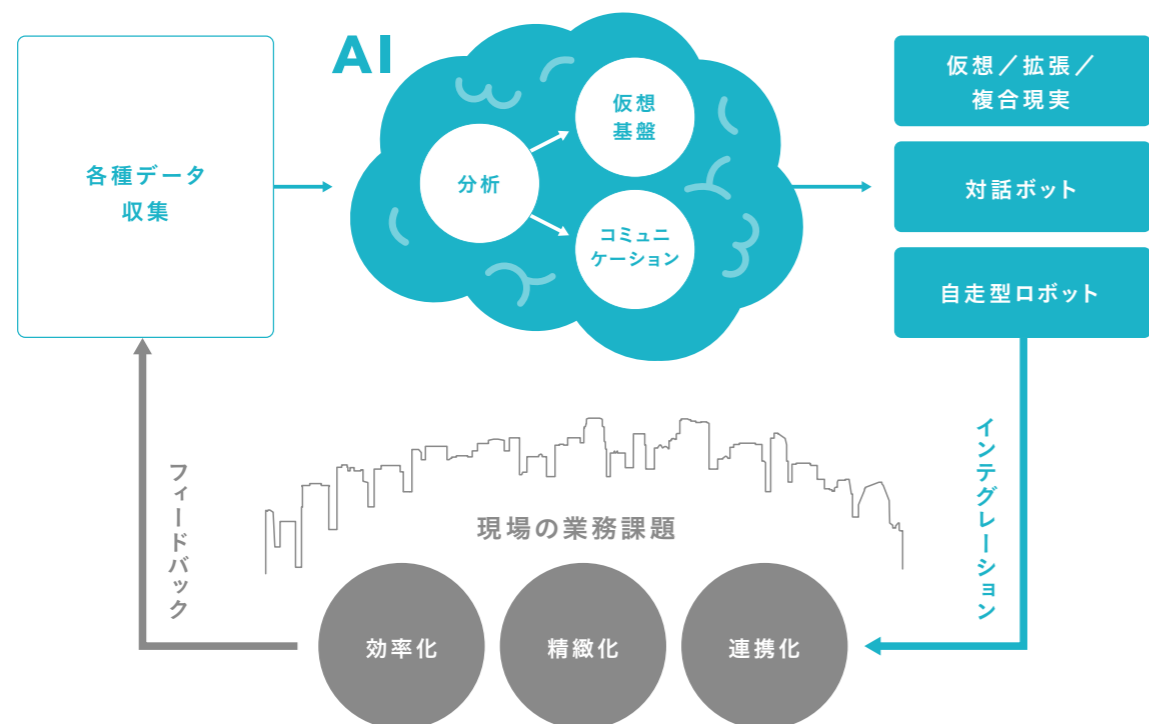 AI
各種データ
収集
分析
仮想
基盤
コミュニ
ケーション
仮想／拡張／
複合現実
対話ボット
自走型ロボット
インテグレーション
フィードバック
現場の業務課題
効率化
精緻化
連携化